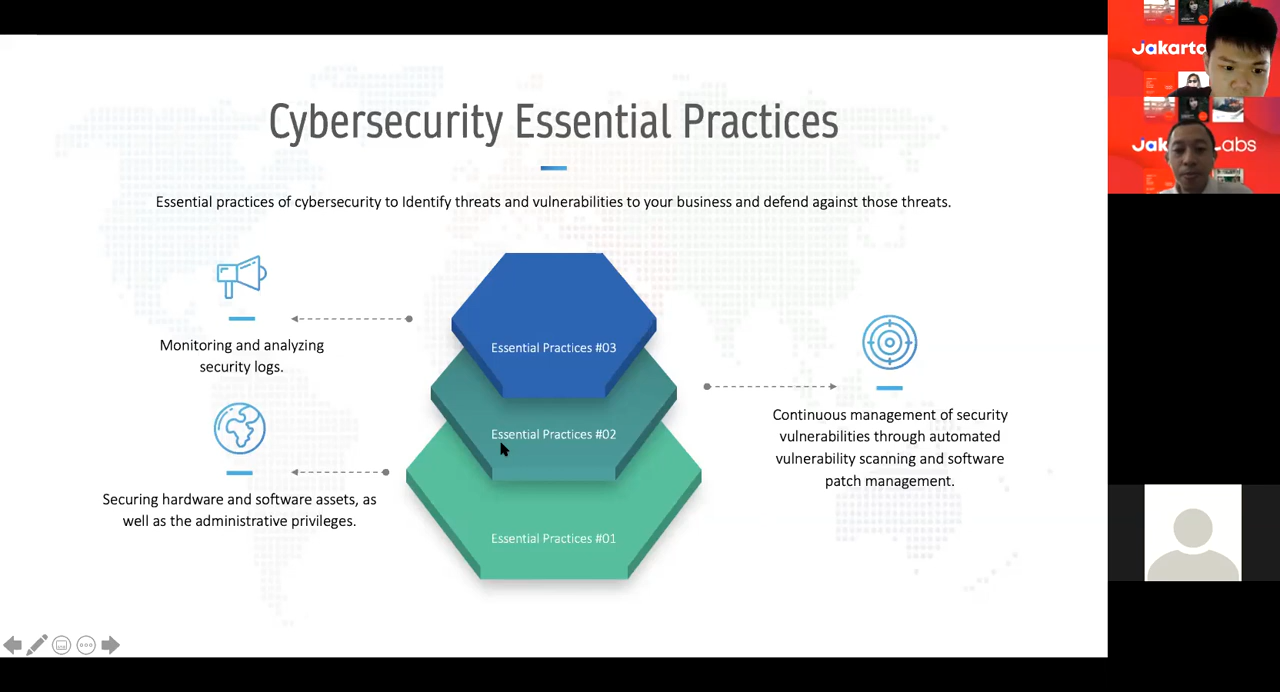 Cybersecurity Essential Practices
Essential practices of cybersecurity to Identify threats and vulnerabilities to your business and defend against those threats.
Monitoring and analyzing
security logs.
Securing hardware and software assets, as
well as the administrative privileges.
Essential Practices #03
Essential Practices #02
Essential Practices #01
Continuous management of security
vulnerabilities through automated
vulnerability scanning and software
patch management.
Jakarta
Labs